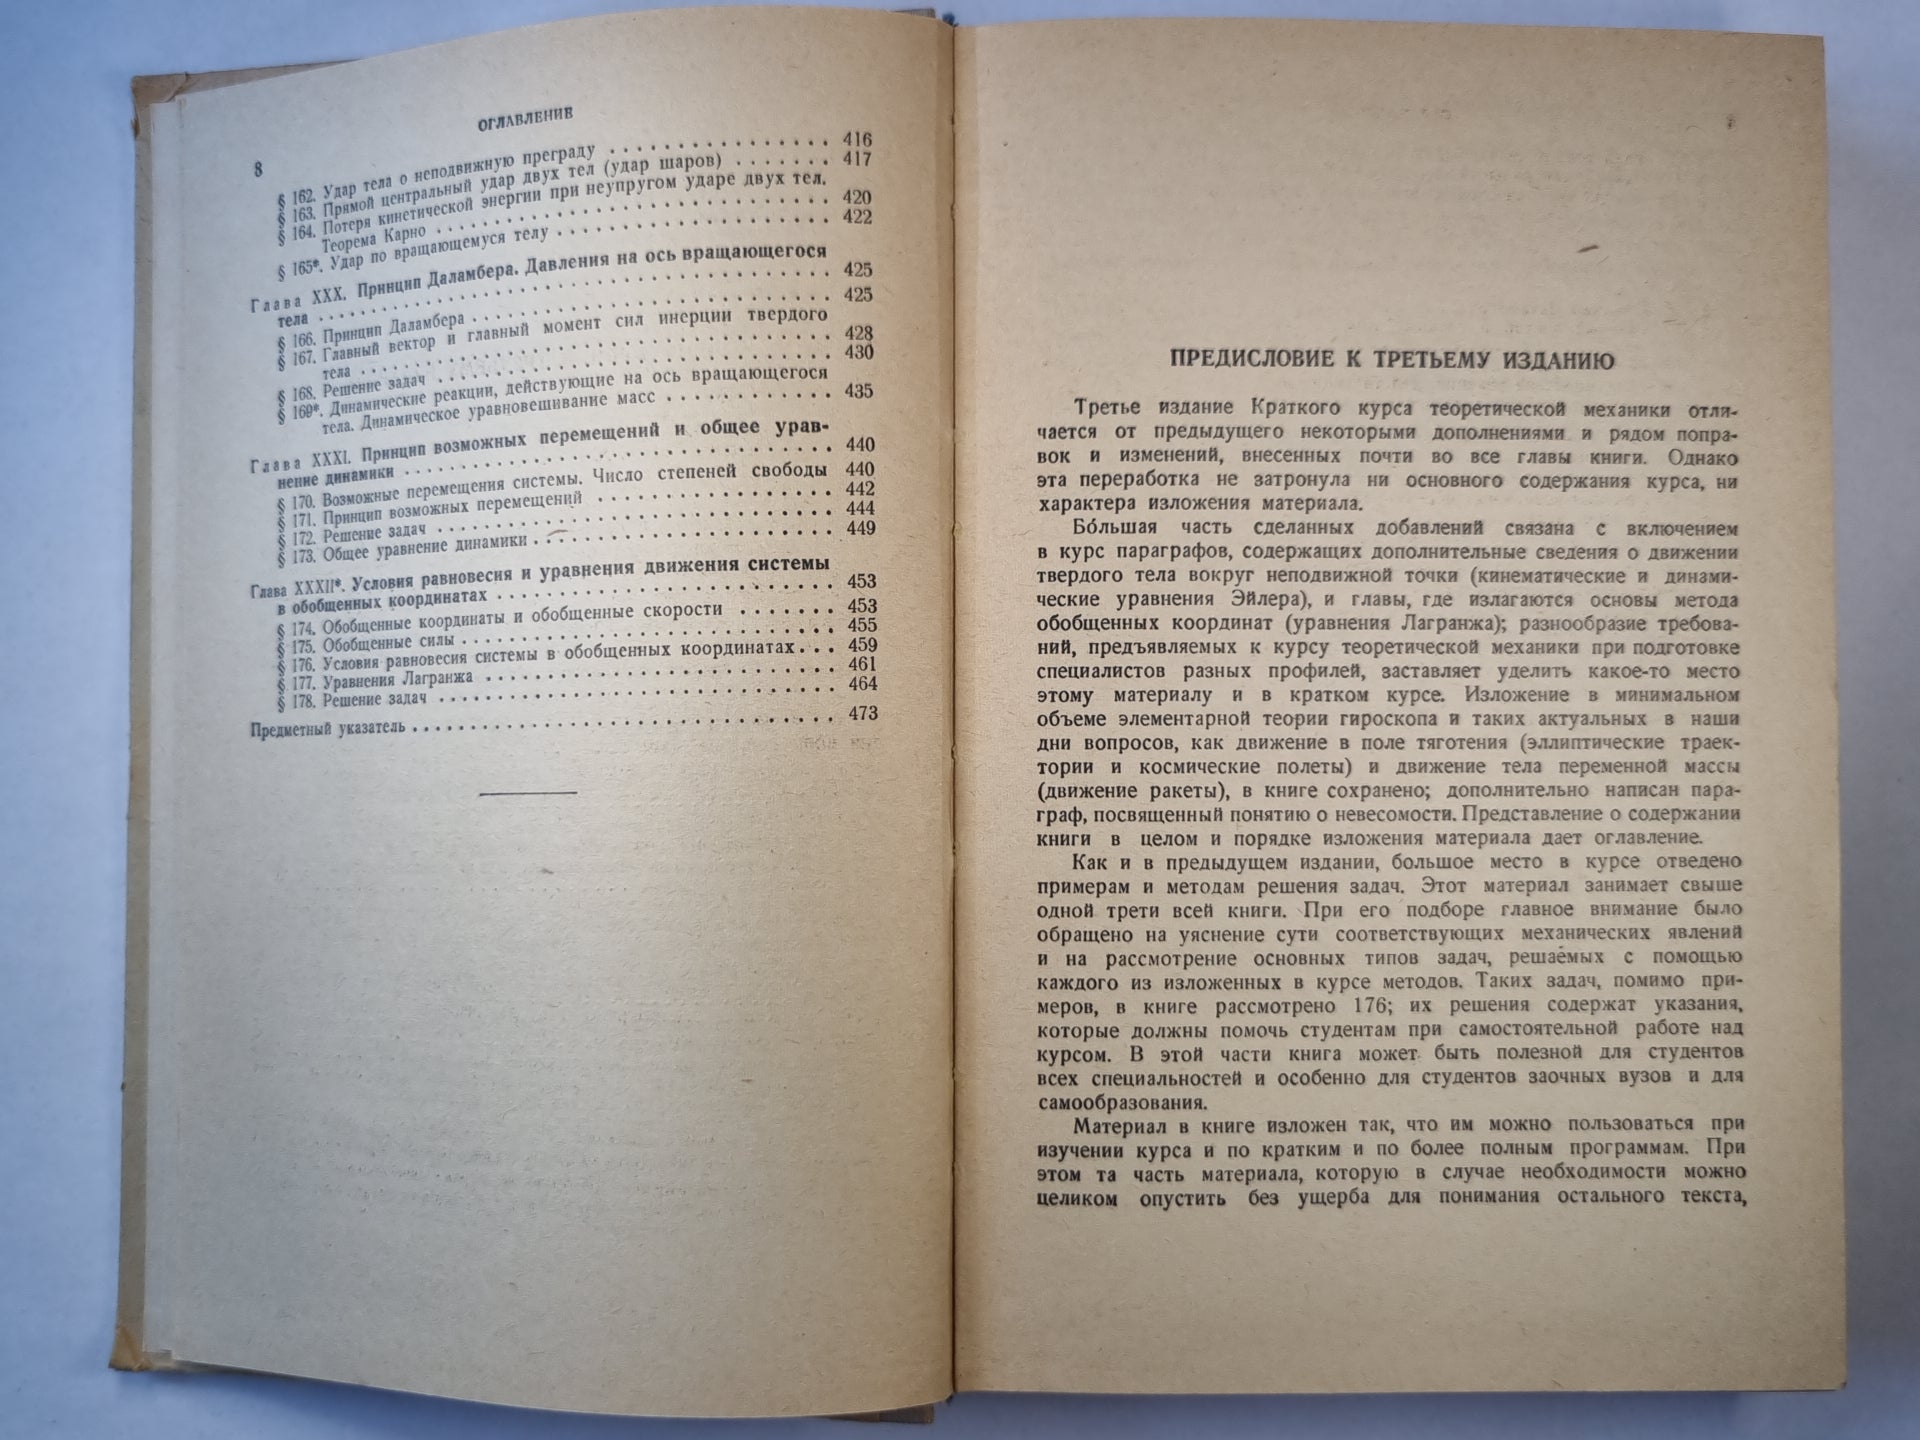 ОГЛАВЛЕНИЕ
8
§ 162. Удар тела о неподвижную преграду . . . . . . . . . . . . . . . 416
§ 163. Прямой центральный удар двух тел (удар шаров) . . . . . . . 417
§ 164. Потеря кинетической энергии при неупругом ударе двух тел.
Теорема Карно . . . . . . . . . . . . . . . . . . . . . . . . . . . 420
§ 165*. Удар по вращающемуся телу . . . . . . . . . . . . . . . . . . 422
Глава XXX. Принцип Даламбера. Давления на ось вращающегося
тела . . . . . . . . . . . . . . . . . . . . . . . . . . . . . . . . . 425
§ 166. Принцип Даламбера . . . . . . . . . . . . . . . . . . . . . . . 425
§ 167. Главный вектор и главный момент сил инерции твердого
тела . . . . . . . . . . . . . . . . . . . . . . . . . . . . . . . . 428
§ 168. Решение задач . . . . . . . . . . . . . . . . . . . . . . . . . . 430
§ 169*. Динамические реакции, действующие на ось вращающегося
тела. Динамическое уравновешивание масс . . . . . . . . . . . . 435
Глава XXXI. Принцип возможных перемещений и общее урав-
нение динамики . . . . . . . . . . . . . . . . . . . . . . . . . . . 440
§ 170. Возможные перемещения системы. Число степеней свободы 440
§ 171. Принцип возможных перемещений . . . . . . . . . . . . . . . . 442
§ 172. Решение задач . . . . . . . . . . . . . . . . . . . . . . . . . . 444
§ 173. Общее уравнение динамики . . . . . . . . . . . . . . . . . . . . 449
Глава XXXII*. Условия равновесия и уравнения движения системы
в обобщенных координатах . . . . . . . . . . . . . . . . . . . . . . 453
§ 174. Обобщенные координаты и обобщенные скорости . . . . . . . 453
§ 175. Обобщенные силы . . . . . . . . . . . . . . . . . . . . . . . . . 455
§ 176. Условия равновесия системы в обобщенных координатах . . . 459
§ 177. Уравнения Лагранжа . . . . . . . . . . . . . . . . . . . . . . . 461
§ 178. Решение задач . . . . . . . . . . . . . . . . . . . . . . . . . . 464
Предметный указатель . . . . . . . . . . . . . . . . . . . . . . . . . 473
ПРЕДИСЛОВИЕ К ТРЕТЬЕМУ ИЗДАНИЮ
Третье издание Краткого курса теоретической механики отли-
чается от предыдущего некоторыми дополнениями и рядом попра-
вок и изменений, внесенных почти во все главы книги. Однако
эта переработка не затронула ни основного содержания курса, ни
характера изложения материала.
Бо́льшая часть сделанных добавлений связана с включением
в курс параграфов, содержащих дополнительные сведения о движении
твердого тела вокруг неподвижной точки (кинематические и динами-
ческие уравнения Эйлера), и главы, где излагаются основы метода
обобщенных координат (уравнения Лагранжа); разнообразие требова-
ний, предъявляемых к курсу теоретической механики при подготовке
специалистов разных профилей, заставляет уделить какое-то место
этому материалу и в кратком курсе. Изложение в минимальном
объеме элементарной теории гироскопа и таких актуальных в наши
дни вопросов, как движение в поле тяготения (эллиптические траек-
тории и космические полеты) и движение тела переменной массы
(движение ракеты), в книге сохранено; дополнительно написан пара-
граф, посвященный понятию о невесомости. Представление о содержании
книги в целом и порядке изложения материала дает оглавление.
Как и в предыдущем издании, большое место в курсе отведено
примерам и методам решения задач. Этот материал занимает свыше
одной трети всей книги. При его подборе главное внимание было
обращено на уяснение сути соответствующих механических явлений
и на рассмотрение основных типов задач, решаемых с помощью
каждого из изложенных в курсе методов. Таких задач, помимо при-
меров, в книге рассмотрено 176; их решения содержат указания,
которые должны помочь студентам при самостоятельной работе над
курсом. В этой части книга может быть полезной для студентов
всех специальностей и особенно для студентов заочных вузов и для
самообразования.
Материал в книге изложен так, что им можно пользоваться при
изучении курса и по кратким и по более полным программам. При
этом та часть материала, которую в случае необходимости можно
целиком опустить без ущерба для понимания остального текста,